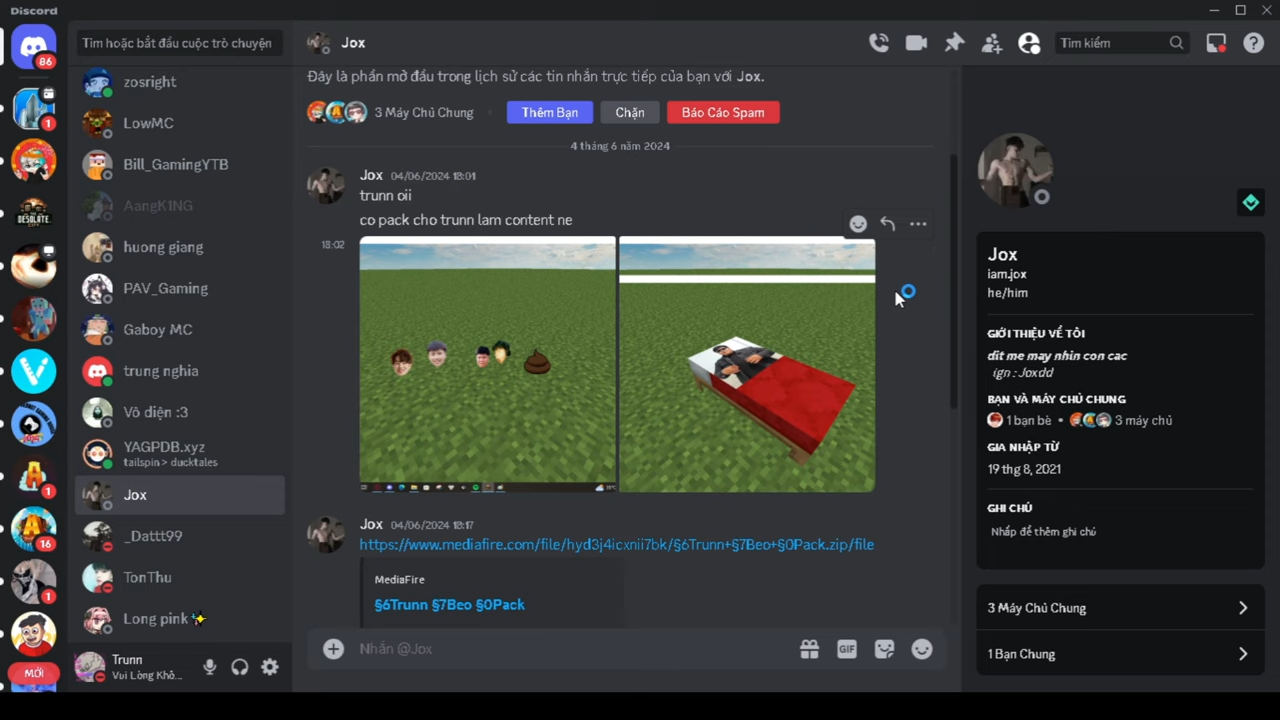 Discord
86
1
1
16
1
MỚI
Tìm hoặc bắt đầu cuộc trò chuyện
zosright
LowMC
Bill_GamingYTB
AangK1NG
huong giang
PAV_Gaming
Gaboy MC
trung nghia
Vô diện :3
YAGPDB.xyz
tailspin > ducktales
Jox
_Dattt99
TonThu
Long pink✨
Trunn
Vui Lòng Khô...
Jox
Tìm kiếm
Đây là phần mở đầu trong lịch sử các tin nhắn trực tiếp của bạn với Jox.
3 Máy Chủ Chung
Thêm Bạn
Chặn
Báo Cáo Spam
4 tháng 6 năm 2024
Jox 04/06/2024 18:01
trunn oii
co pack cho trunn lam content ne
18:02
Jox 04/06/2024 18:17
https://www.mediafire.com/file/hyd3j4icxnii7bk/§6Trunn+§7Beo+§0Pack.zip/file
MediaFire
§6Trunn §7Beo §0Pack
Nhắn @Jox
GIF
Jox
iam.jox
he/him
GIỚI THIỆU VỀ TÔI
dit me may nhin con cac
ign : Joxdd
BẠN VÀ MÁY CHỦ CHUNG
1 bạn bè • 3 máy chủ
GIA NHẬP TỪ
19 thg 8, 2021
GHI CHÚ
Nhấp để thêm ghi chú
3 Máy Chủ Chung
1 Bạn Chung